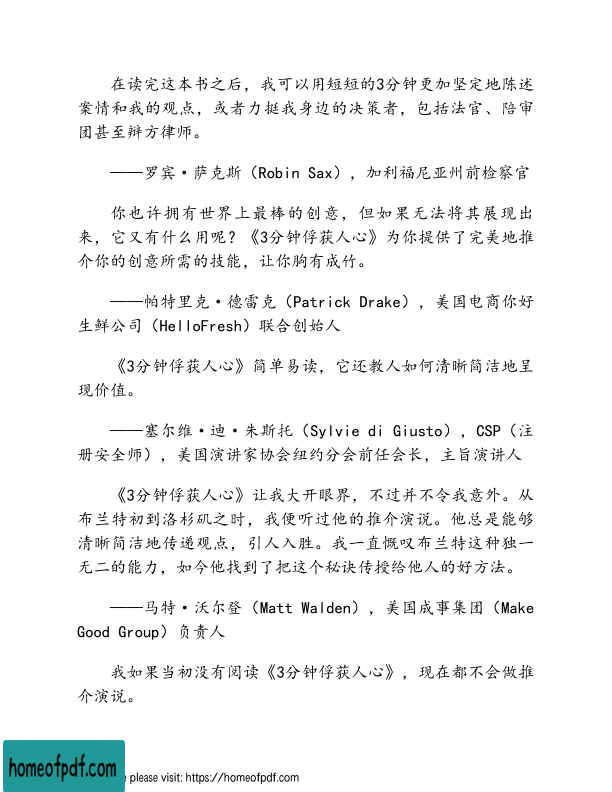 在读完这本书之后，我可以用短短的3分钟更加坚定地陈述
案情和我的观点，或者力挺我身边的决策者，包括法官、陪审
团甚至辩方律师。
——罗宾·萨克斯（Robin Sax），加利福尼亚州前检察官
你也许拥有世界上最棒的创意，但如果无法将其展现出
来，它又有什么用呢？《3分钟俘获人心》为你提供了完美地推
介你的创意所需的技能，让你胸有成竹。
——帕特里克·德雷克（Patrick Drake），美国电商你好
生鲜公司（HelloFresh）联合创始人
《3分钟俘获人心》简单易读，它还教人如何清晰简洁地呈
现价值。
——塞尔维·迪·朱斯托（Sylvie di Giusto），CSP（注
册安全师），美国演讲家协会纽约分会前任会长，主旨演讲人
《3分钟俘获人心》让我大开眼界，不过并不令我意外。从
布兰特初到洛杉矶之时，我便听过他的推介演说。他总是能够
清晰简洁地传递观点，引人入胜。我一直慨叹布兰特这种独一
无二的能力，如今他找到了把这个秘诀传授给他人的好方法。
——马特·沃尔登（Matt Walden），美国成事集团（Make
Good Group）负责人
我如果当初没有阅读《3分钟俘获人心》，现在都不会做推
介演说。
homeofpdf.com
please visit: https://homeofpdf.com